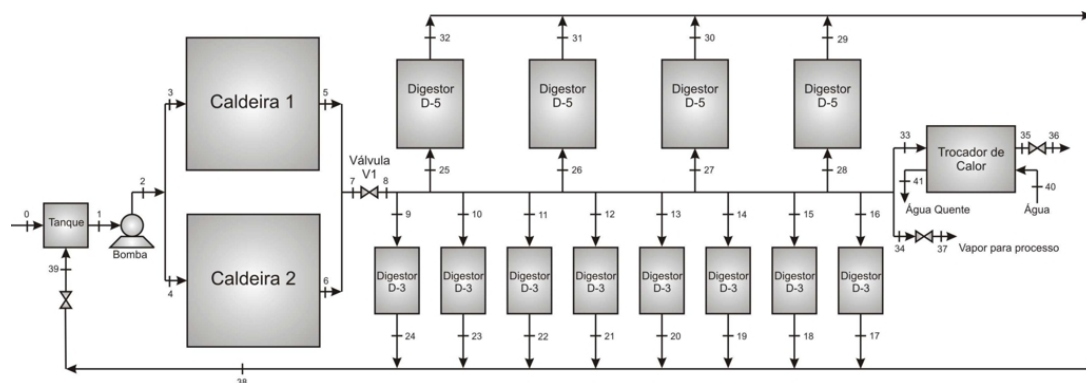 32
31
30
29
Digestor
D-5
Digestor
D-5
Digestor
D-5
Digestor
D-5
3
Caldeira 1
5
25
26
27
28
33
Trocador de
Calor
35
36
41
40
Água Quente
Água
2
Válvula
V1
7
8
0
Tanque
1
Bomba
9
10
11
12
13
14
15
16
34
37
Vapor para processo
4
Caldeira 2
6
Digestor
D-3
Digestor
D-3
Digestor
D-3
Digestor
D-3
Digestor
D-3
Digestor
D-3
Digestor
D-3
Digestor
D-3
39
24
23
22
21
20
19
18
17
38